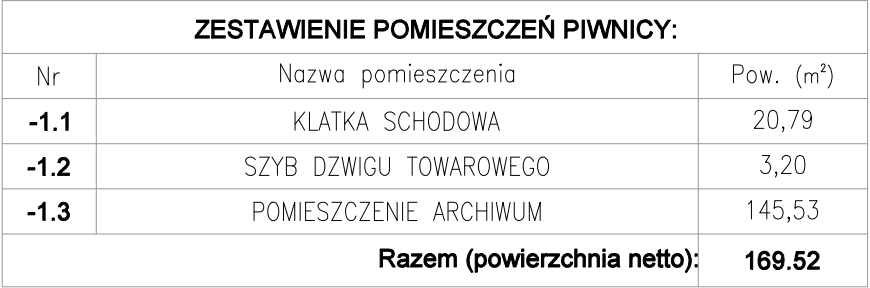 ZESTAWIENIE POMIESZCZEŃ PIWNICY:
Nr Nazwa pomieszczenia Pow. (m²)
-1.1 KLATKA SCHODOWA 20,79
-1.2 SZYB DZWIGU TOWAROWEGO 3,20
-1.3 POMIESZCZENIE ARCHIWUM 145,53
Razem (powierzchnia netto): 169.52